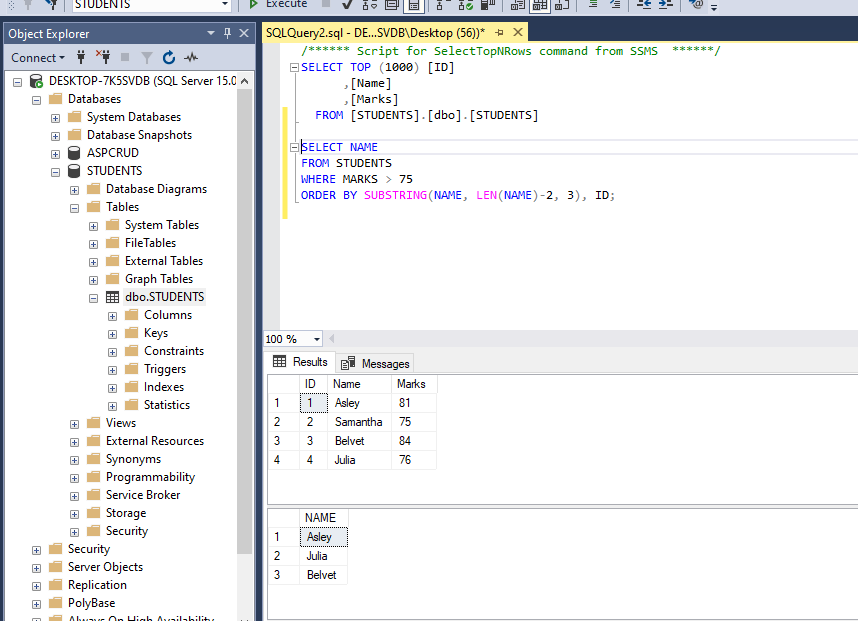 STUDENTS
Execute
Object Explorer
Connect
DESKTOP-7K5SVDB (SQL Server 15.0
Databases
System Databases
Database Snapshots
ASPCRUD
STUDENTS
Database Diagrams
Tables
System Tables
FileTables
External Tables
Graph Tables
dbo.STUDENTS
Columns
Keys
Constraints
Triggers
Indexes
Statistics
Views
External Resources
Synonyms
Programmability
Service Broker
Storage
Security
Security
Server Objects
Replication
PolyBase
Always On High Availability
SQLQuery2.sql - DE...SVDB\Desktop (56))*
/****** Script for SelectTopNRows command from SSMS ******/
SELECT TOP (1000) [ID]
,[Name]
,[Marks]
FROM [STUDENTS].[dbo].[STUDENTS]
SELECT NAME
FROM STUDENTS
WHERE MARKS > 75
ORDER BY SUBSTRING(NAME, LEN(NAME)-2, 3), ID;
100 %
Results Messages
ID Name Marks
1 1 Asley 81
2 2 Samantha 75
3 3 Belvet 84
4 4 Julia 76
NAME
1 Asley
2 Julia
3 Belvet